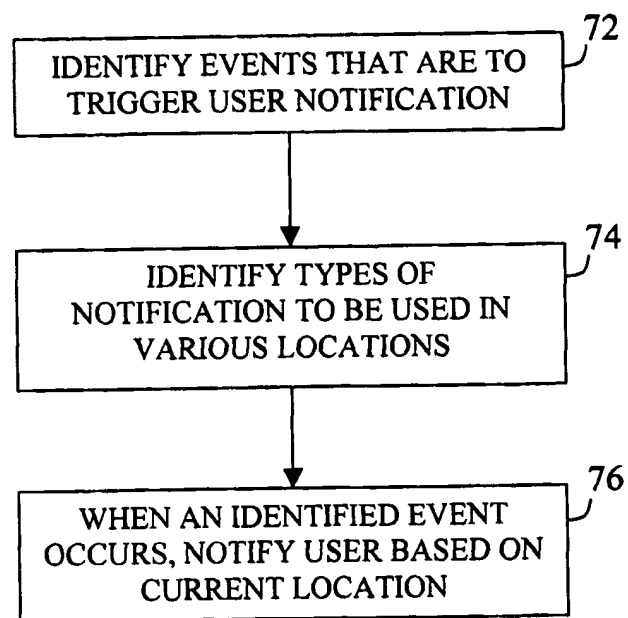 72
IDENTIFY EVENTS THAT ARE TO
TRIGGER USER NOTIFICATION
74
IDENTIFY TYPES OF
NOTIFICATION TO BE USED IN
VARIOUS LOCATIONS
76
WHEN AN IDENTIFIED EVENT
OCCURS, NOTIFY USER BASED ON
CURRENT LOCATION